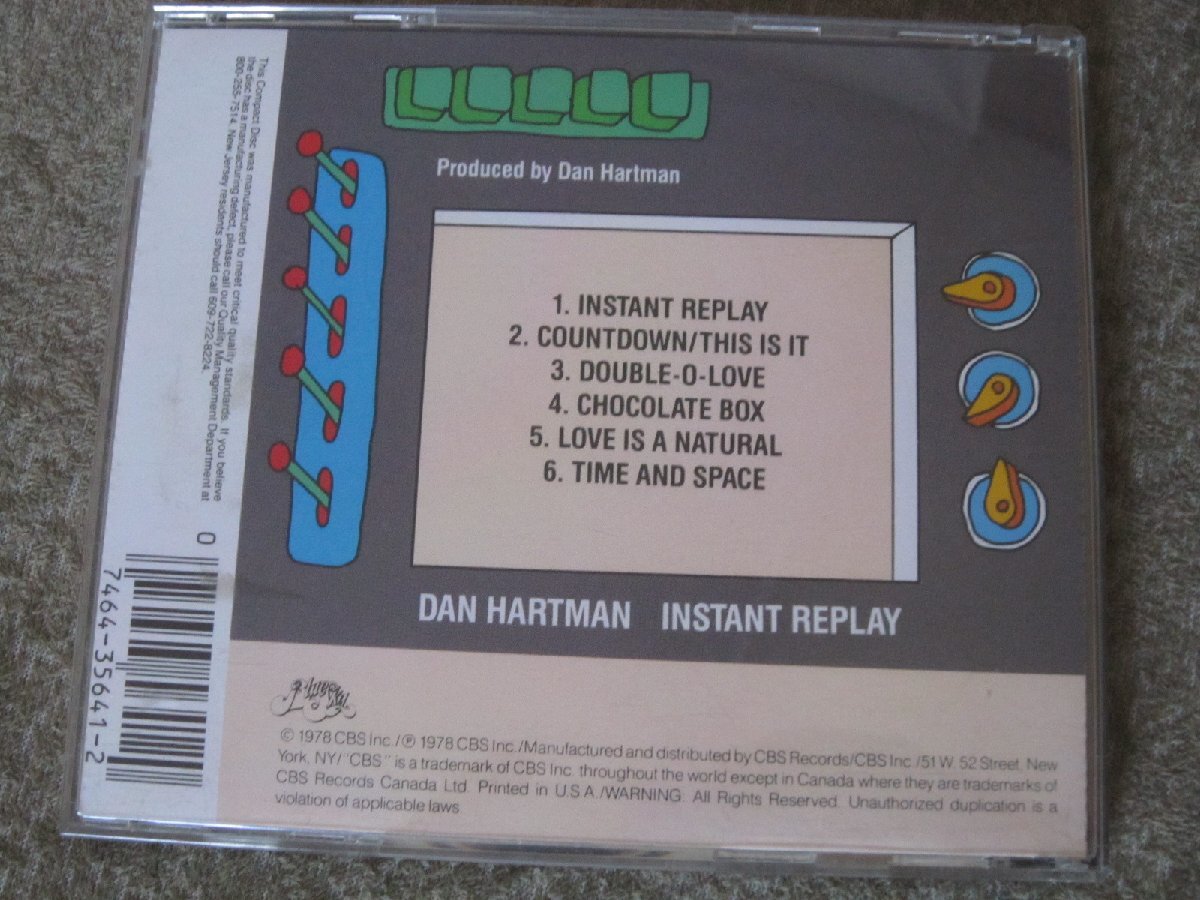 Produced by Dan Hartman
1. INSTANT REPLAY
2. COUNTDOWN/THIS IS IT
3. DOUBLE-O-LOVE
4. CHOCOLATE BOX
5. LOVE IS A NATURAL
6. TIME AND SPACE
DAN HARTMAN INSTANT REPLAY
Blue Sky
© 1978 CBS Inc./℗ 1978 CBS Inc./Manufactured and distributed by CBS Records/CBS Inc./51 W. 52 Street, New
York, NY/"CBS" is a trademark of CBS Inc. throughout the world except in Canada where they are trademarks of
CBS Records Canada Ltd. Printed in U.S.A./WARNING: All Rights Reserved. Unauthorized duplication is a
violation of applicable laws.
This Compact Disc was manufactured to meet critical quality standards. If you believe
the disc has a manufacturing defect, please call our Quality Management Department at
800-255-7514. New Jersey residents should call 609-722-8224.
0
7464-35641-2